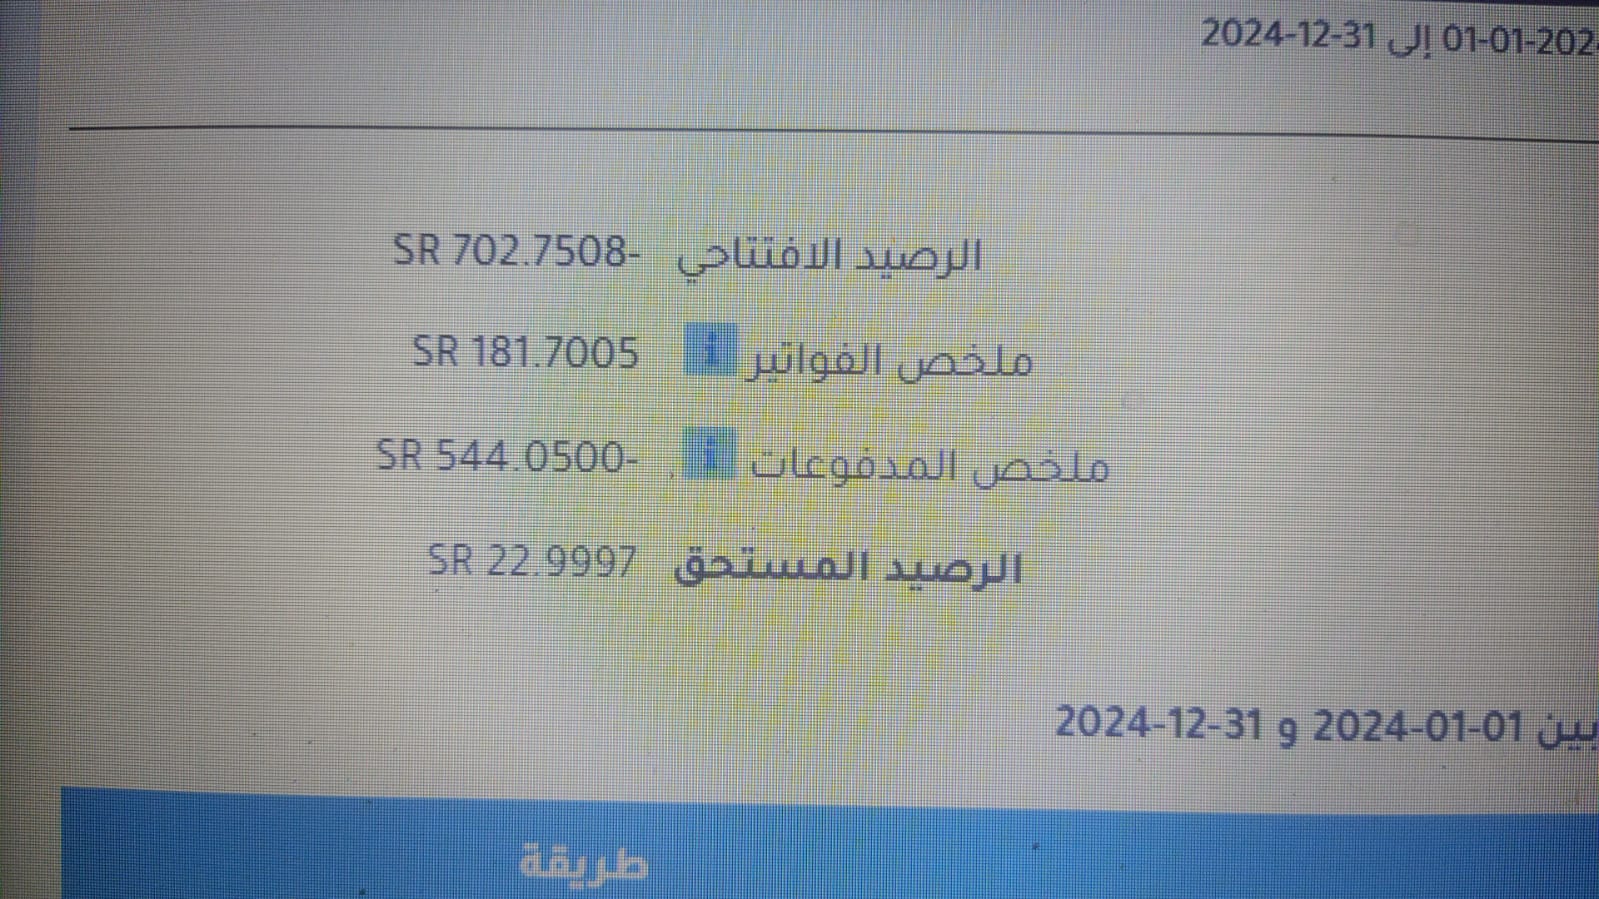 01-01-202 إلى 31-12-2024
الرصيد الافتتاحي SR 702.7508-
ملخص الفواتير i SR 181.7005
ملخص المدفوعات i SR 544.0500-
الرصيد المستحق SR 22.9997
بين 01-01-2024 و 31-12-2024
طريقة